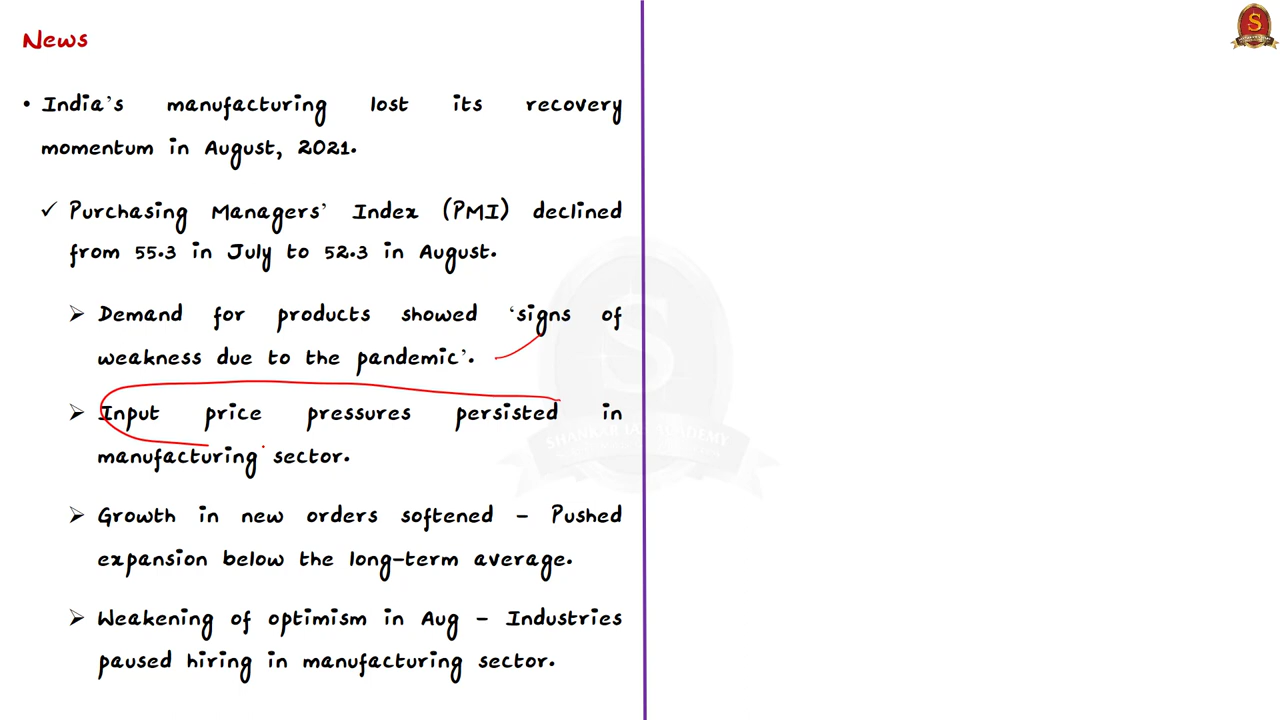 News
• India's manufacturing lost its recovery
momentum in August, 2021.
✓ Purchasing Managers' Index (PMI) declined
from 55.3 in July to 52.3 in August.
➢ Demand for products showed 'signs of
weakness due to the pandemic'.
➢ Input price pressures persisted in
manufacturing sector.
➢ Growth in new orders softened – Pushed
expansion below the long-term average.
➢ Weakening of optimism in Aug – Industries
paused hiring in manufacturing sector.
S
SHANKAR IAS ACADEMY